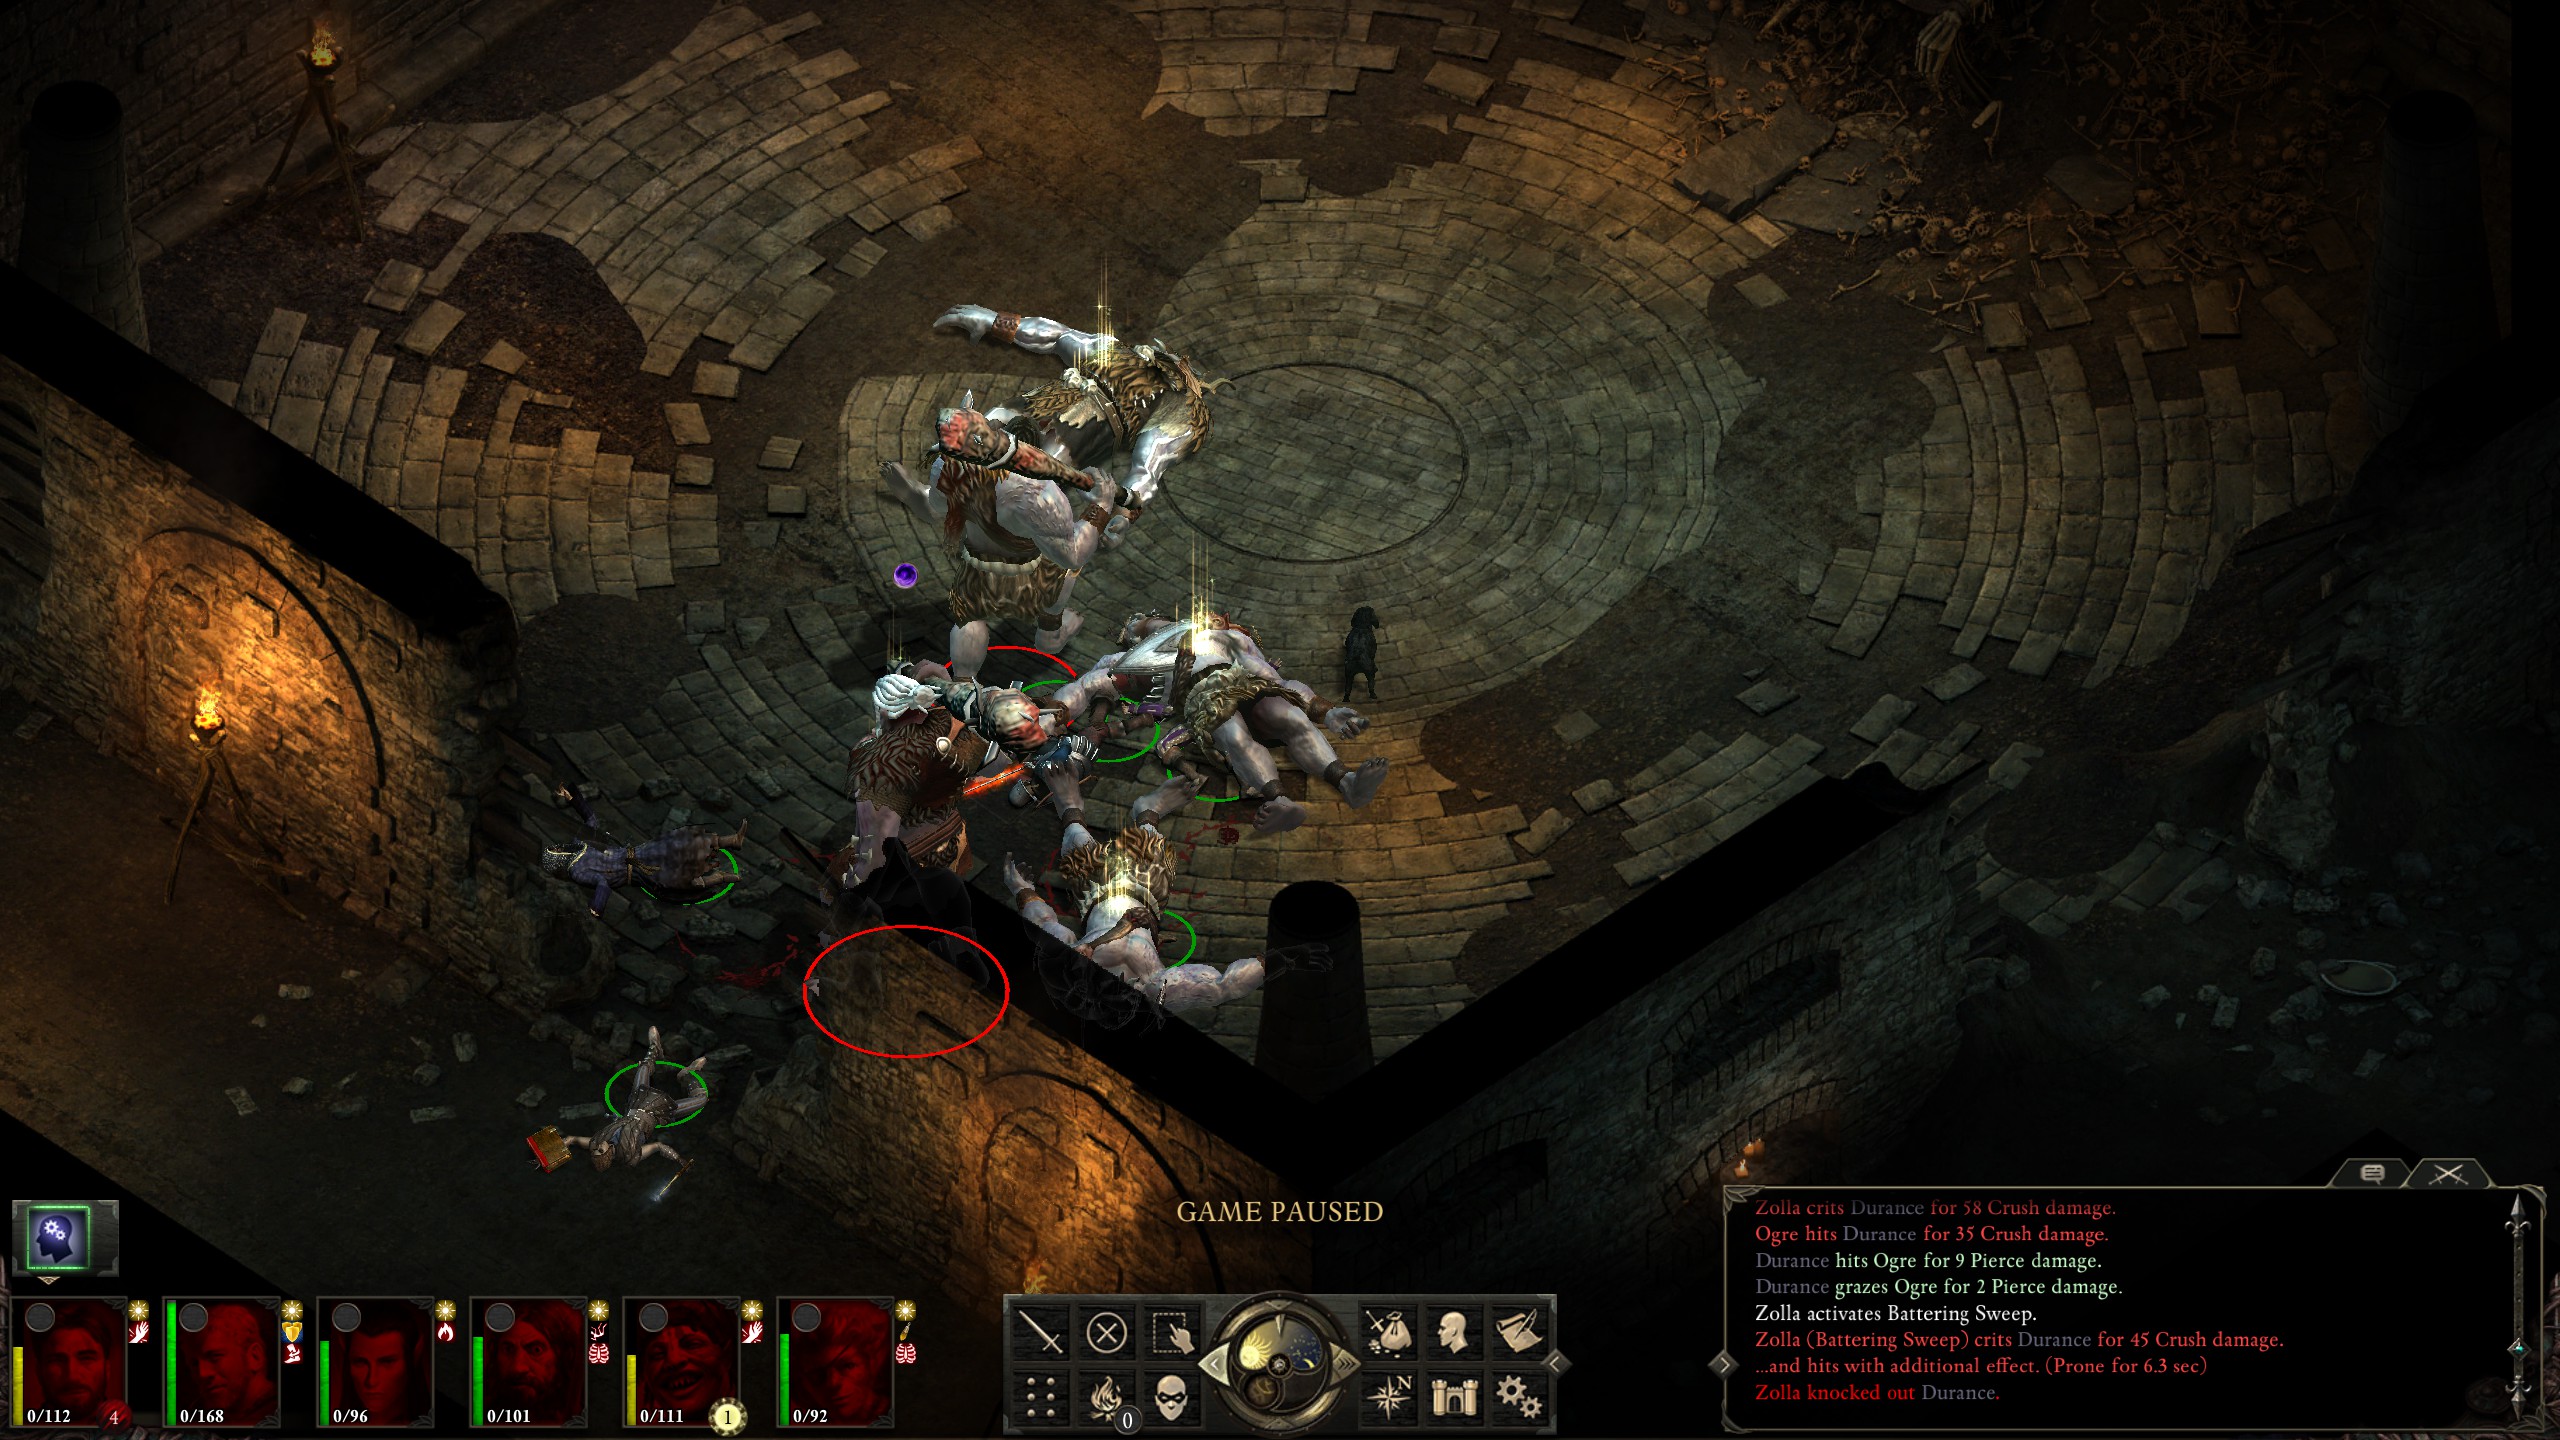 GAME PAUSED
Zolla crits Durance for 58 Crush damage.
Ogre hits Durance for 35 Crush damage.
Durance hits Ogre for 9 Pierce damage.
Durance grazes Ogre for 2 Pierce damage.
Zolla activates Battering Sweep.
Zolla (Battering Sweep) crits Durance for 45 Crush damage.
...and hits with additional effect. (Prone for 6.3 sec)
Zolla knocked out Durance.
0/112
4
0/168
0/96
0/101
0/111
1
0/92
0
N